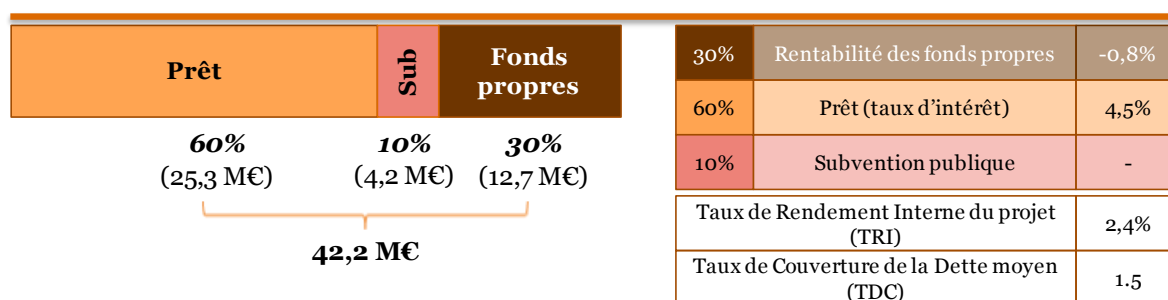 Prêt
Sub
Fonds
propres
60%
10%
30%
(25,3 M€)
(4,2 M€)
(12,7 M€)
42,2 M€
30% Rentabilité des fonds propres -0,8%
60% Prêt (taux d'intérêt) 4,5%
10% Subvention publique -
Taux de Rendement Interne du projet
(TRI)
2,4%
Taux de Couverture de la Dette moyen
(TDC)
1.5